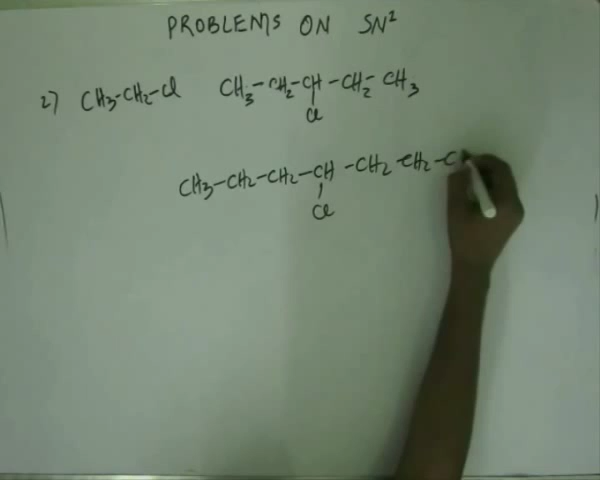 PROBLEMS ON SN²
2) CH₃-CH₂-Cl CH₃-CH₂-CH-CH₂-CH₃
Cl
CH₃-CH₂-CH₂-CH-CH₂-CH₂-C
Cl